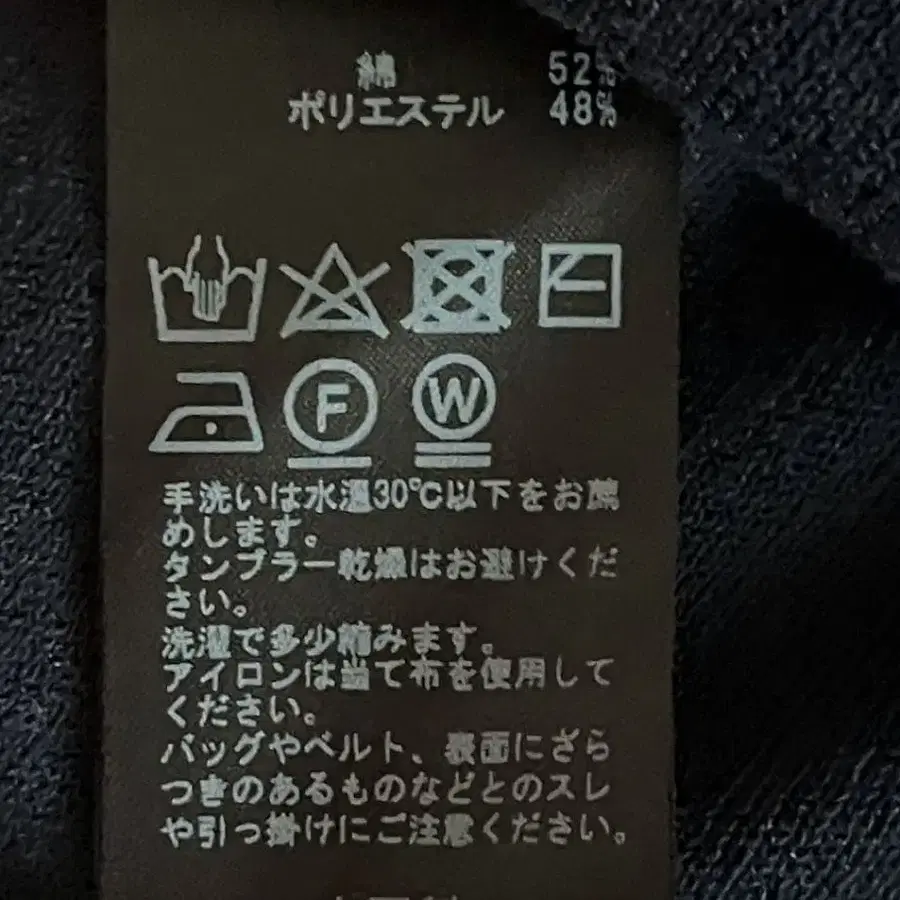 綿 52%
ポリエステル 48%
F W
手洗いは水温30℃以下をお薦
めします。
タンブラー乾燥はお避けくだ
さい。
洗濯で多少縮みます。
アイロンは当て布を使用して
ください。
バッグやベルト、表面にざら
つきのあるものなどとのスレ
や引っ掛けにご注意ください。